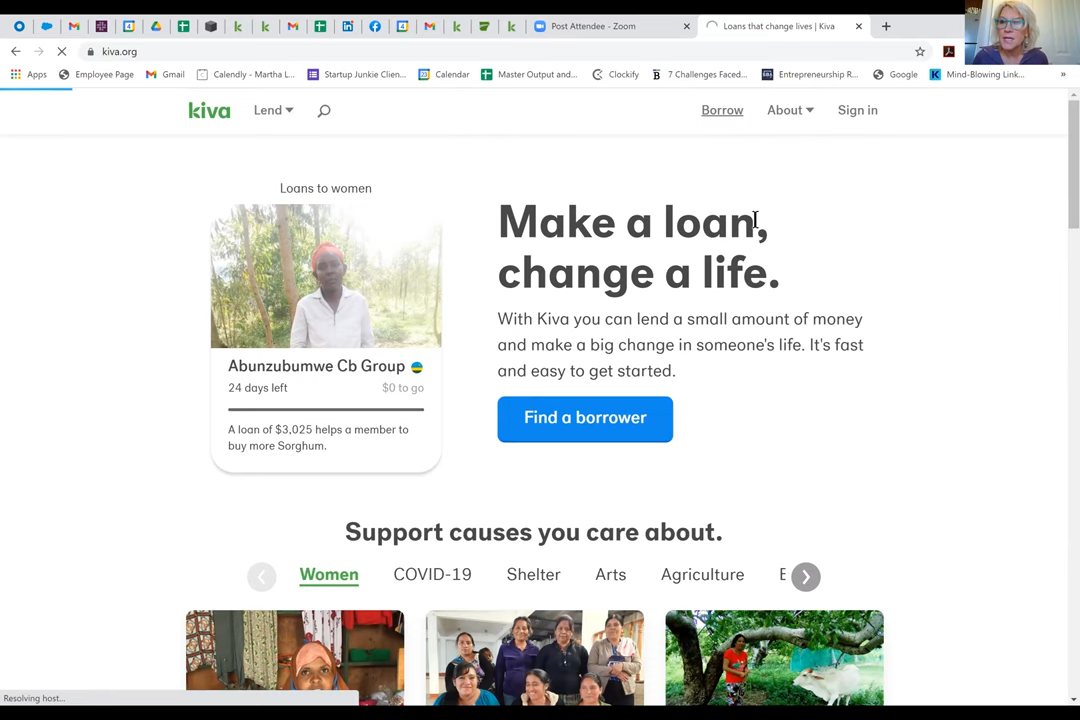 Post Attendee - Zoom
Loans that change lives | Kiva
kiva.org
Apps
Employee Page
Gmail
Calendly - Martha L...
Startup Junkie Clien...
Calendar
Master Output and...
Clockify
7 Challenges Faced...
Entrepreneurship R...
Google
Mind-Blowing Link...
»
kiva
Lend
Borrow
About
Sign in
Loans to women
Make a loan,
change a life.
With Kiva you can lend a small amount of money
and make a big change in someone's life. It's fast
and easy to get started.
Find a borrower
Abunzubumwe Cb Group
24 days left
$0 to go
A loan of $3,025 helps a member to
buy more Sorghum.
Support causes you care about.
Women
COVID-19
Shelter
Arts
Agriculture
E
Resolving host...